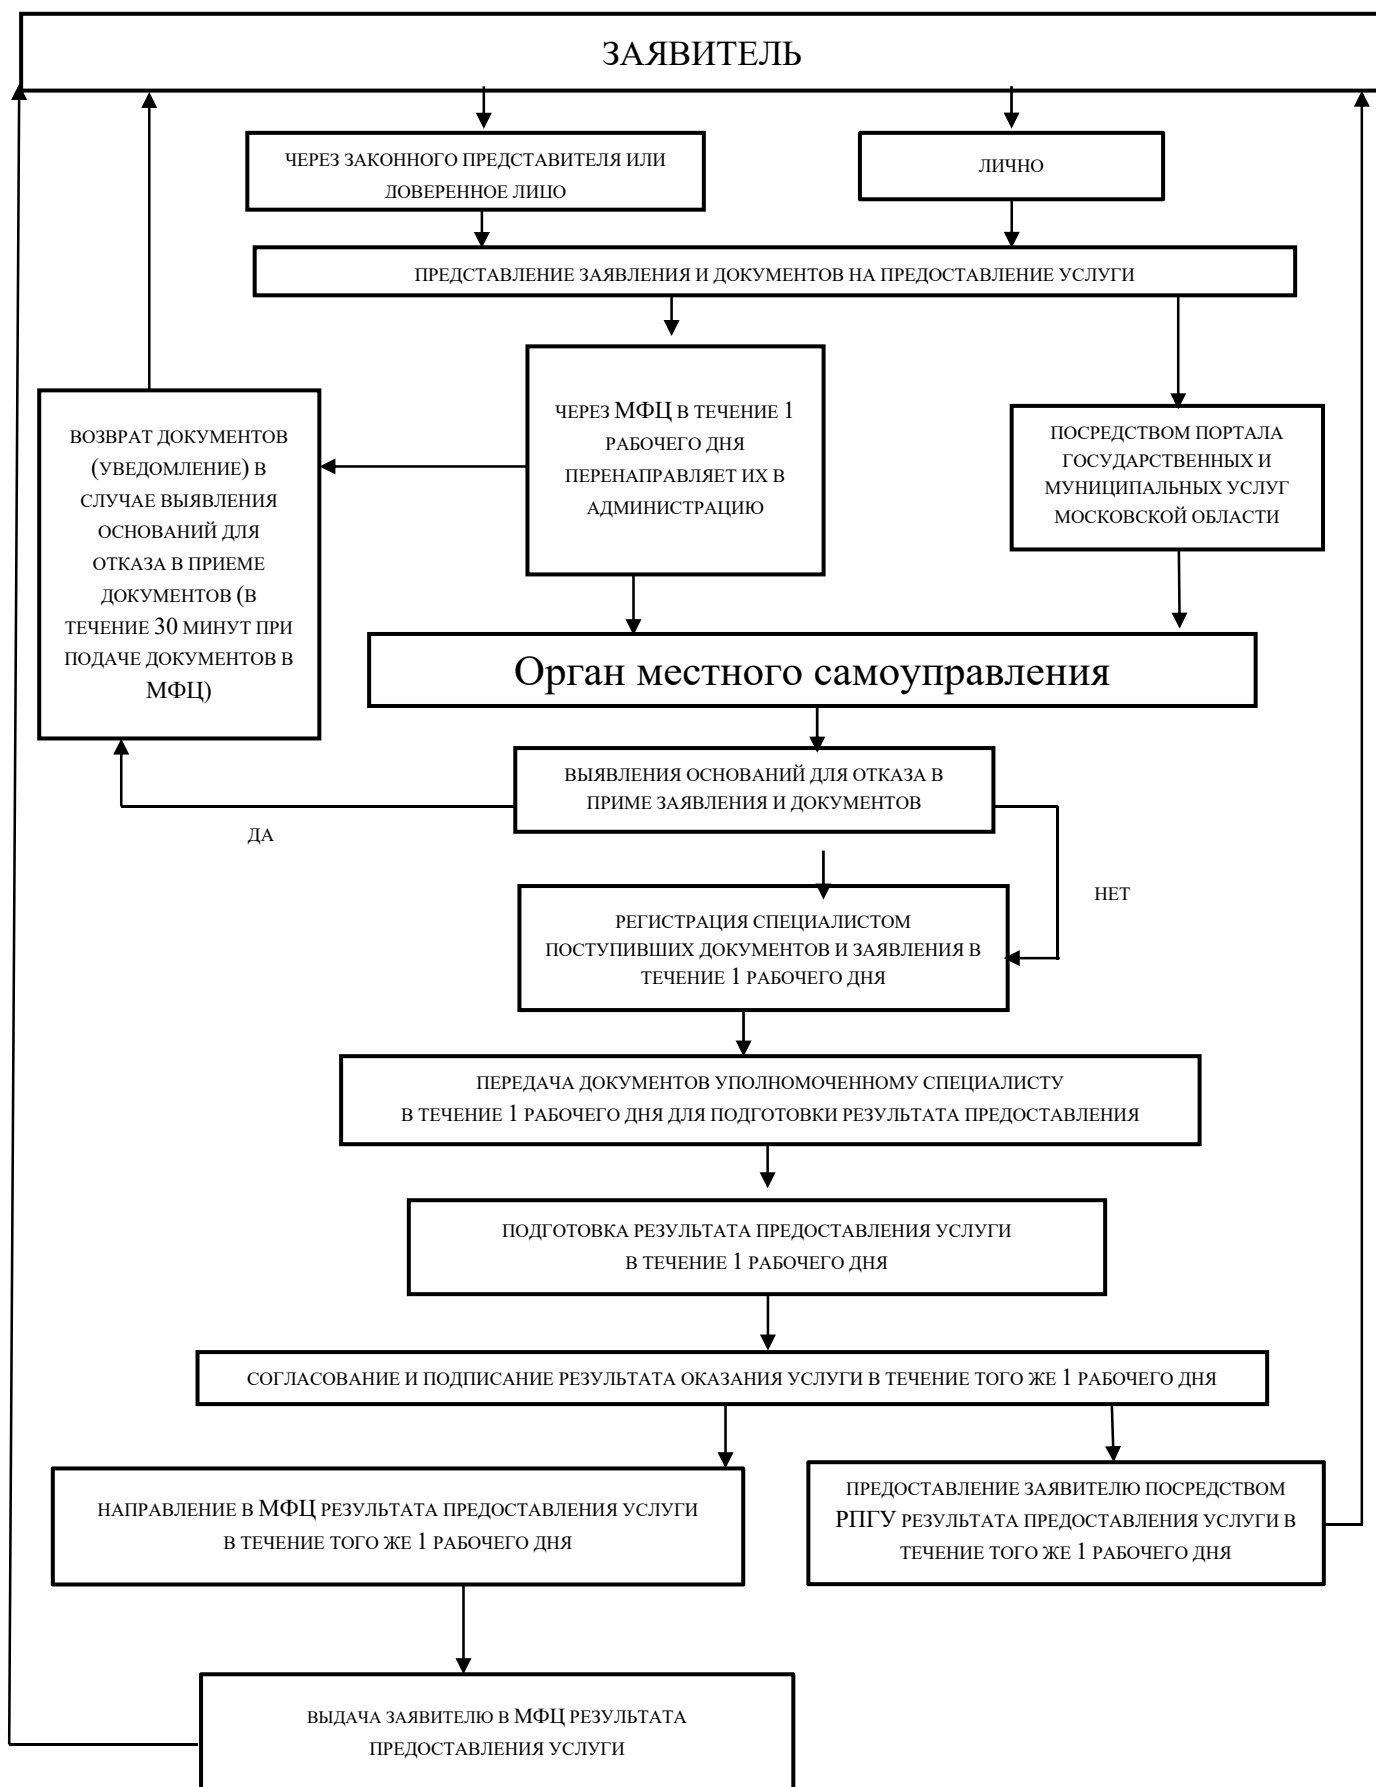 ЗАЯВИТЕЛЬ
ЧЕРЕЗ ЗАКОННОГО ПРЕДСТАВИТЕЛЯ ИЛИ
ДОВЕРЕННОЕ ЛИЦО
ЛИЧНО
ПРЕДСТАВЛЕНИЕ ЗАЯВЛЕНИЯ И ДОКУМЕНТОВ НА ПРЕДОСТАВЛЕНИЕ УСЛУГИ
ЧЕРЕЗ МФЦ В ТЕЧЕНИЕ 1
РАБОЧЕГО ДНЯ
ПЕРЕНАПРАВЛЯЕТ ИХ В
АДМИНИСТРАЦИЮ
ПОСРЕДСТВОМ ПОРТАЛА
ГОСУДАРСТВЕННЫХ И
МУНИЦИПАЛЬНЫХ УСЛУГ
МОСКОВСКОЙ ОБЛАСТИ
ВОЗВРАТ ДОКУМЕНТОВ
(УВЕДОМЛЕНИЕ) В
СЛУЧАЕ ВЫЯВЛЕНИЯ
ОСНОВАНИЙ ДЛЯ
ОТКАЗА В ПРИЕМЕ
ДОКУМЕНТОВ (В
ТЕЧЕНИЕ 30 МИНУТ ПРИ
ПОДАЧЕ ДОКУМЕНТОВ В
МФЦ)
Орган местного самоуправления
ВЫЯВЛЕНИЯ ОСНОВАНИЙ ДЛЯ ОТКАЗА В
ПРИМЕ ЗАЯВЛЕНИЯ И ДОКУМЕНТОВ
ДА
НЕТ
РЕГИСТРАЦИЯ СПЕЦИАЛИСТОМ
ПОСТУПИВШИХ ДОКУМЕНТОВ И ЗАЯВЛЕНИЯ В
ТЕЧЕНИЕ 1 РАБОЧЕГО ДНЯ
ПЕРЕДАЧА ДОКУМЕНТОВ УПОЛНОМОЧЕННОМУ СПЕЦИАЛИСТУ
В ТЕЧЕНИЕ 1 РАБОЧЕГО ДНЯ ДЛЯ ПОДГОТОВКИ РЕЗУЛЬТАТА ПРЕДОСТАВЛЕНИЯ
ПОДГОТОВКА РЕЗУЛЬТАТА ПРЕДОСТАВЛЕНИЯ УСЛУГИ
В ТЕЧЕНИЕ 1 РАБОЧЕГО ДНЯ
СОГЛАСОВАНИЕ И ПОДПИСАНИЕ РЕЗУЛЬТАТА ОКАЗАНИЯ УСЛУГИ В ТЕЧЕНИЕ ТОГО ЖЕ 1 РАБОЧЕГО ДНЯ
НАПРАВЛЕНИЕ В МФЦ РЕЗУЛЬТАТА ПРЕДОСТАВЛЕНИЯ УСЛУГИ
В ТЕЧЕНИЕ ТОГО ЖЕ 1 РАБОЧЕГО ДНЯ
ПРЕДОСТАВЛЕНИЕ ЗАЯВИТЕЛЮ ПОСРЕДСТВОМ
РПГУ РЕЗУЛЬТАТА ПРЕДОСТАВЛЕНИЯ УСЛУГИ В
ТЕЧЕНИЕ ТОГО ЖЕ 1 РАБОЧЕГО ДНЯ
ВЫДАЧА ЗАЯВИТЕЛЮ В МФЦ РЕЗУЛЬТАТА
ПРЕДОСТАВЛЕНИЯ УСЛУГИ